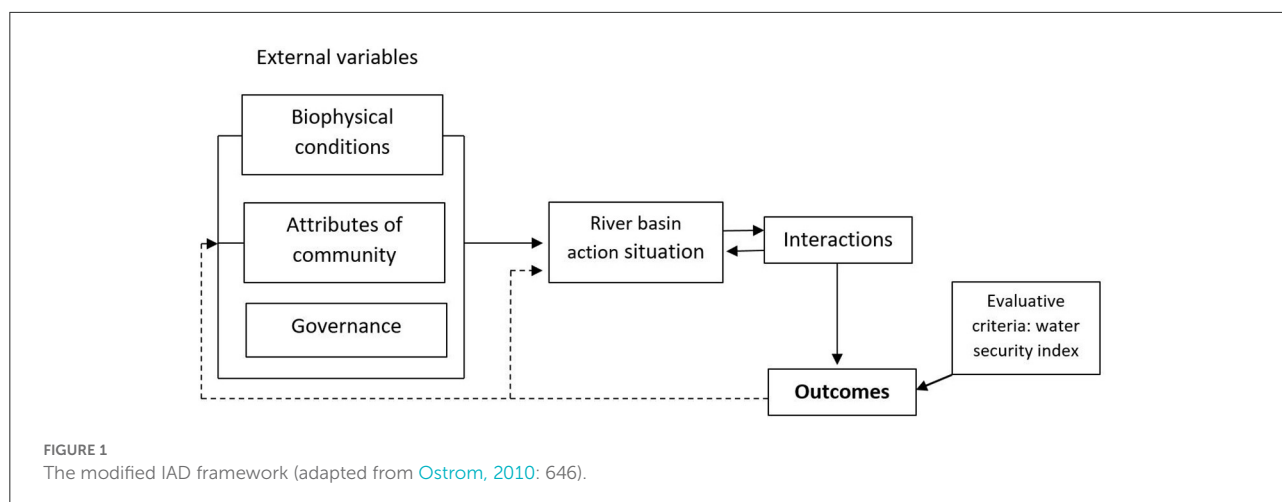 External variables
Biophysical
conditions
Attributes of
community
Governance
River basin
action situation
Interactions
Evaluative
criteria: water
security index
Outcomes
FIGURE 1
The modified IAD framework (adapted from Ostrom, 2010: 646).